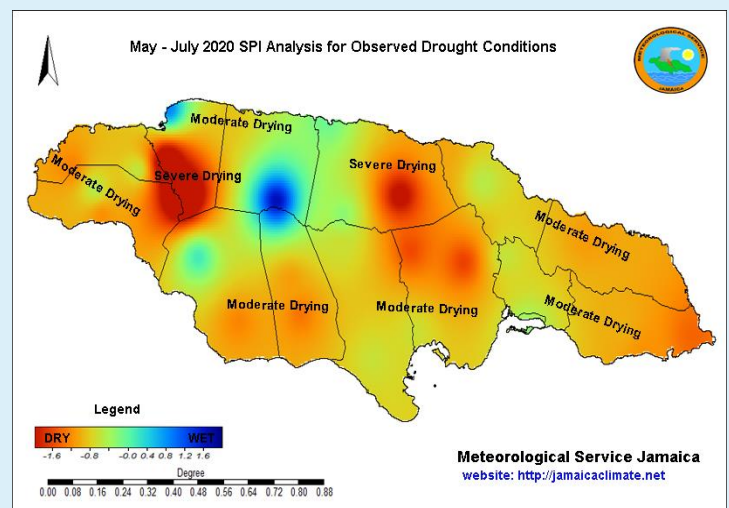 May - July 2020 SPI Analysis for Observed Drought Conditions
METEOROLOGICAL SERVICE
JAMAICA
Moderate Drying
Severe Drying
Moderate Drying
Severe Drying
Moderate Drying
Moderate Drying
Moderate Drying
Moderate Drying
Legend
DRY WET
-1.6 -0.8 -0.0 0.4 0.8 1.2 1.6
Degree
0.00 0.08 0.16 0.24 0.32 0.40 0.48 0.56 0.64 0.72 0.80 0.88
Meteorological Service Jamaica
website: http://jamaicaclimate.net